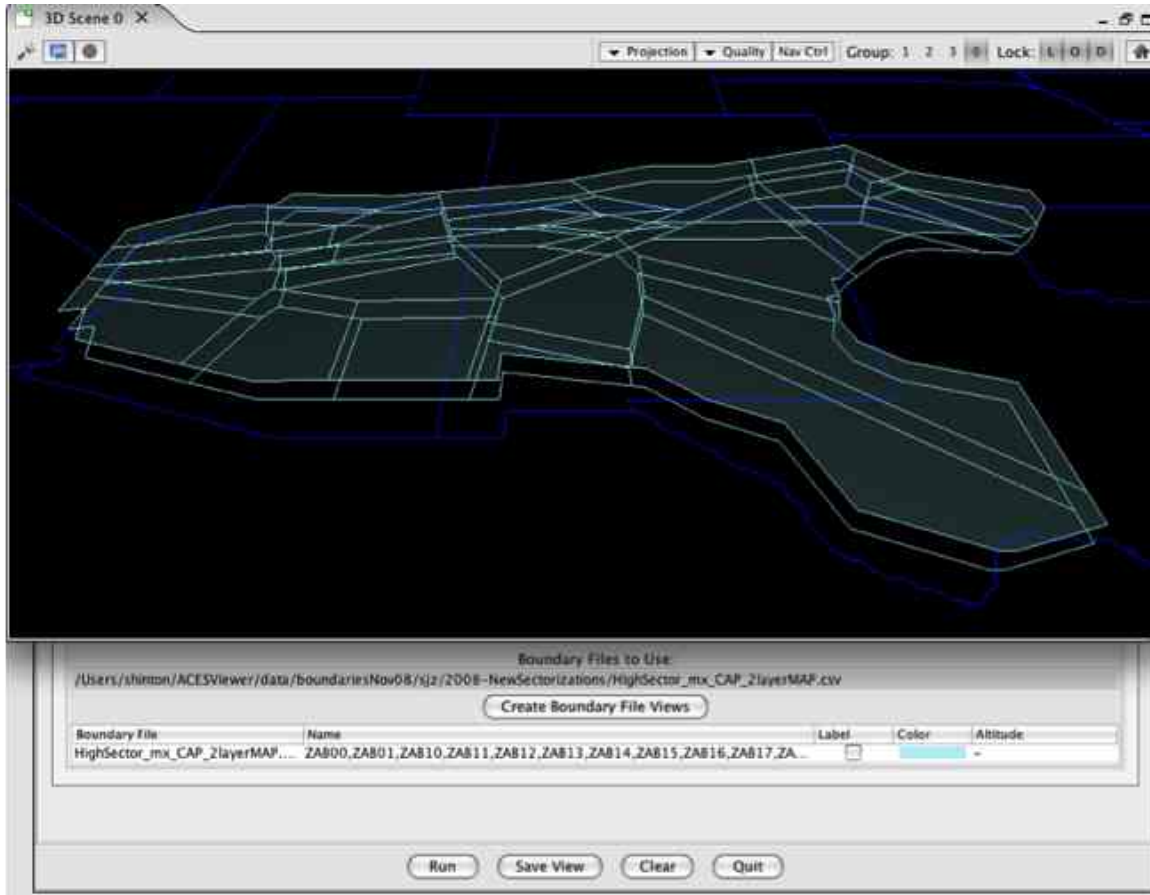 3D Scene 0
Projection Quality Nav Ctrl Group: 1 2 3 0 Lock: L O D
Boundary Files to Use:
/Users/shinton/ACESViewer/data/boundariesNov08/sjz/2008-NewSectorizations/HighSector_mx_CAP_2layerMAP.csv
Create Boundary File Views
Boundary File Name Label Color Altitude
HighSector_mx_CAP_2layerMAP.... ZAB00,ZAB01,ZAB10,ZAB11,ZAB12,ZAB13,ZAB14,ZAB15,ZAB16,ZAB17,ZA... -
Run Save View Clear Quit